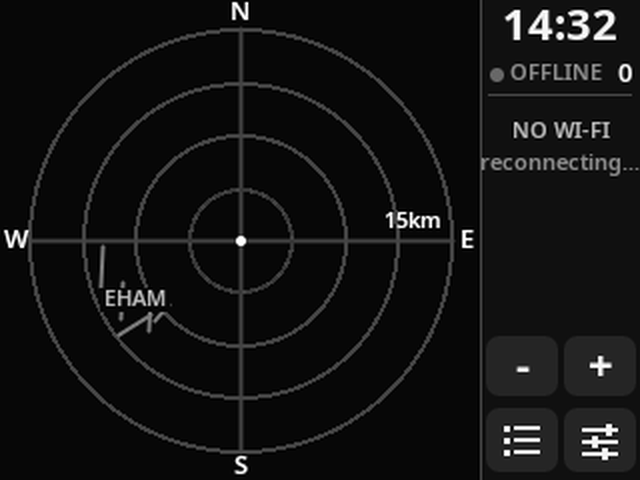 N
14:32
OFFLINE 0
NO WI-FI
reconnecting...
15km
W
E
EHAM
- +
S